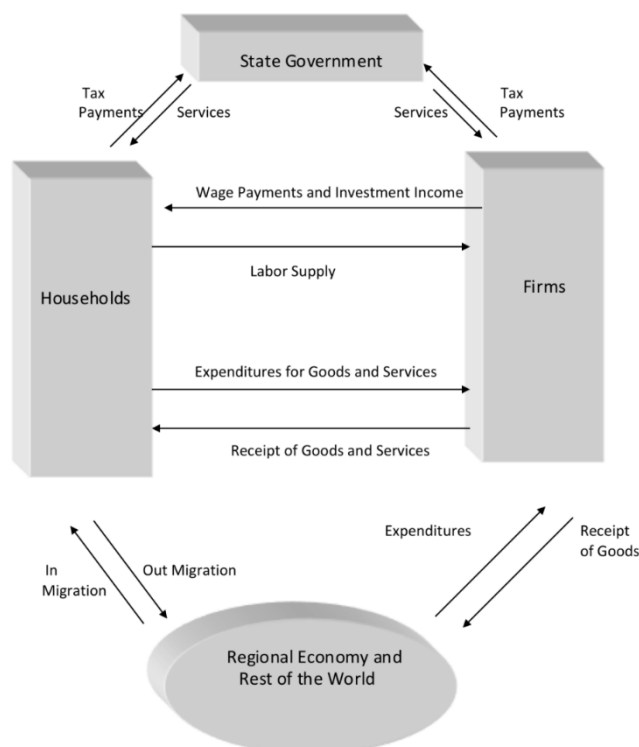 State Government
Tax
Payments
Services
Services
Tax
Payments
Wage Payments and Investment Income
Labor Supply
Households
Firms
Expenditures for Goods and Services
Receipt of Goods and Services
In
Migration
Out Migration
Expenditures
Receipt
of Goods
Regional Economy and
Rest of the World